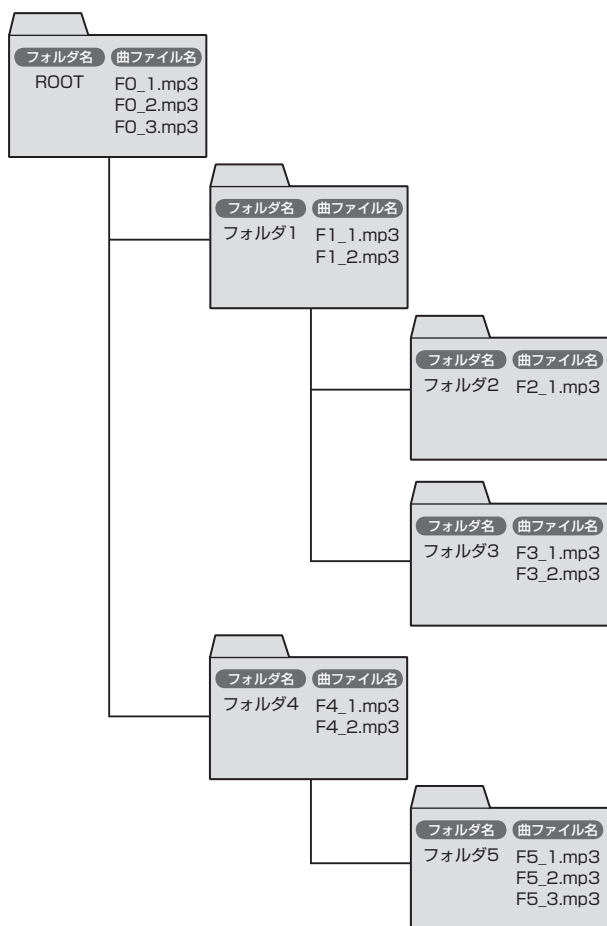 フォルダ名 曲ファイル名
ROOT F0_1.mp3
F0_2.mp3
F0_3.mp3
フォルダ名 曲ファイル名
フォルダ1 F1_1.mp3
F1_2.mp3
フォルダ名 曲ファイル名
フォルダ2 F2_1.mp3
フォルダ名 曲ファイル名
フォルダ3 F3_1.mp3
F3_2.mp3
フォルダ名 曲ファイル名
フォルダ4 F4_1.mp3
F4_2.mp3
フォルダ名 曲ファイル名
フォルダ5 F5_1.mp3
F5_2.mp3
F5_3.mp3